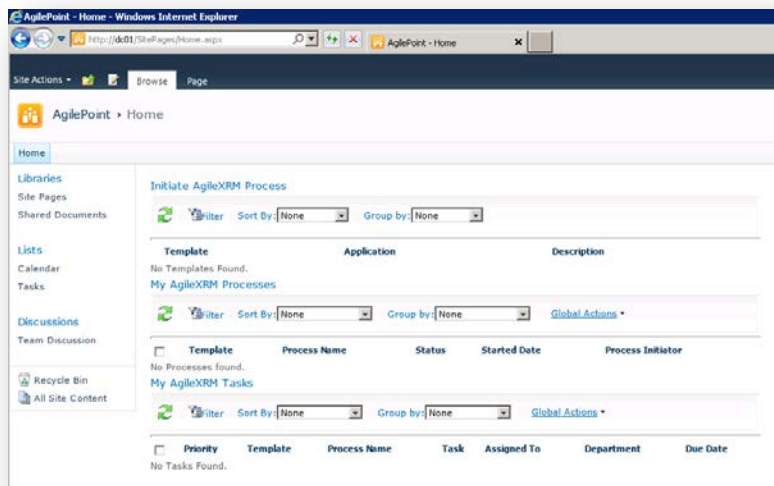 AgilePoint - Home - Windows Internet Explorer
http://dc01/SitePages/Home.aspx
AgilePoint - Home
Site Actions
Browse
Page
AgilePoint
Home
Home
Libraries
Site Pages
Shared Documents
Lists
Calendar
Tasks
Discussions
Team Discussion
Recycle Bin
All Site Content
Initiate AgileXRM Process
Filter Sort By: None Group by: None
Template Application Description
No Templates Found.
My AgileXRM Processes
Filter Sort By: None Group by: None Global Actions
Template Process Name Status Started Date Process Initiator
No Processes found.
My AgileXRM Tasks
Filter Sort By: None Group by: None Global Actions
Priority Template Process Name Task Assigned To Department Due Date
No Tasks Found.